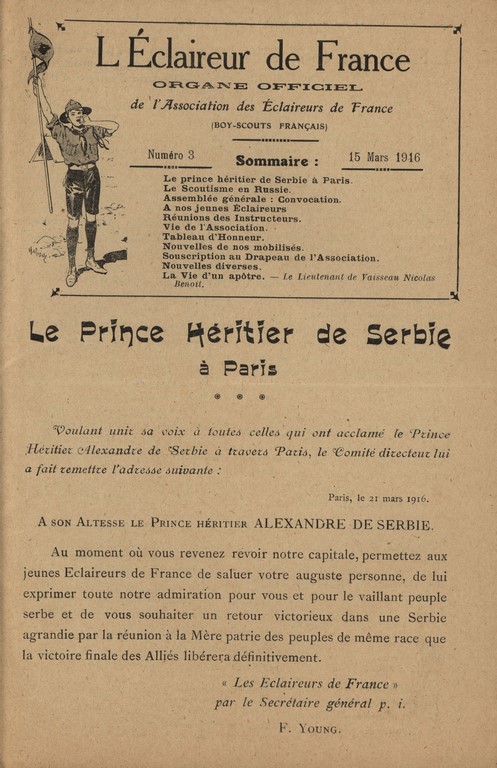 L'Éclaireur de France
ORGANE OFFICIEL
de l'Association des Éclaireurs de France
(BOY-SCOUTS FRANÇAIS)
Numéro 3
Sommaire :
15 Mars 1916
Le prince héritier de Serbie à Paris.
Le Scoutisme en Russie.
Assemblée générale : Convocation.
A nos jeunes Éclaireurs
Réunions des Instructeurs.
Vie de l'Association.
Tableau d'Honneur.
Nouvelles de nos mobilisés.
Souscription au Drapeau de l'Association.
Nouvelles diverses.
La Vie d'un apôtre. — Le Lieutenant de Vaisseau Nicolas
Benoit.
Le Prince Héritier de Serbie
à Paris
Voulant unir sa voix à toutes celles qui ont acclamé le Prince
Héritier Alexandre de Serbie à travers Paris, le Comité directeur lui
a fait remettre l'adresse suivante :
Paris, le 21 mars 1916.
A SON ALTESSE LE PRINCE HÉRITIER ALEXANDRE DE SERBIE.
Au moment où vous revenez revoir notre capitale, permettez aux
jeunes Eclaireurs de France de saluer votre auguste personne, de lui
exprimer toute notre admiration pour vous et pour le vaillant peuple
serbe et de vous souhaiter un retour victorieux dans une Serbie
agrandie par la réunion à la Mère patrie des peuples de même race que
la victoire finale des Alliés libérera définitivement.
« Les Eclaireurs de France »
par le Secrétaire général p. i.
F. YOUNG.